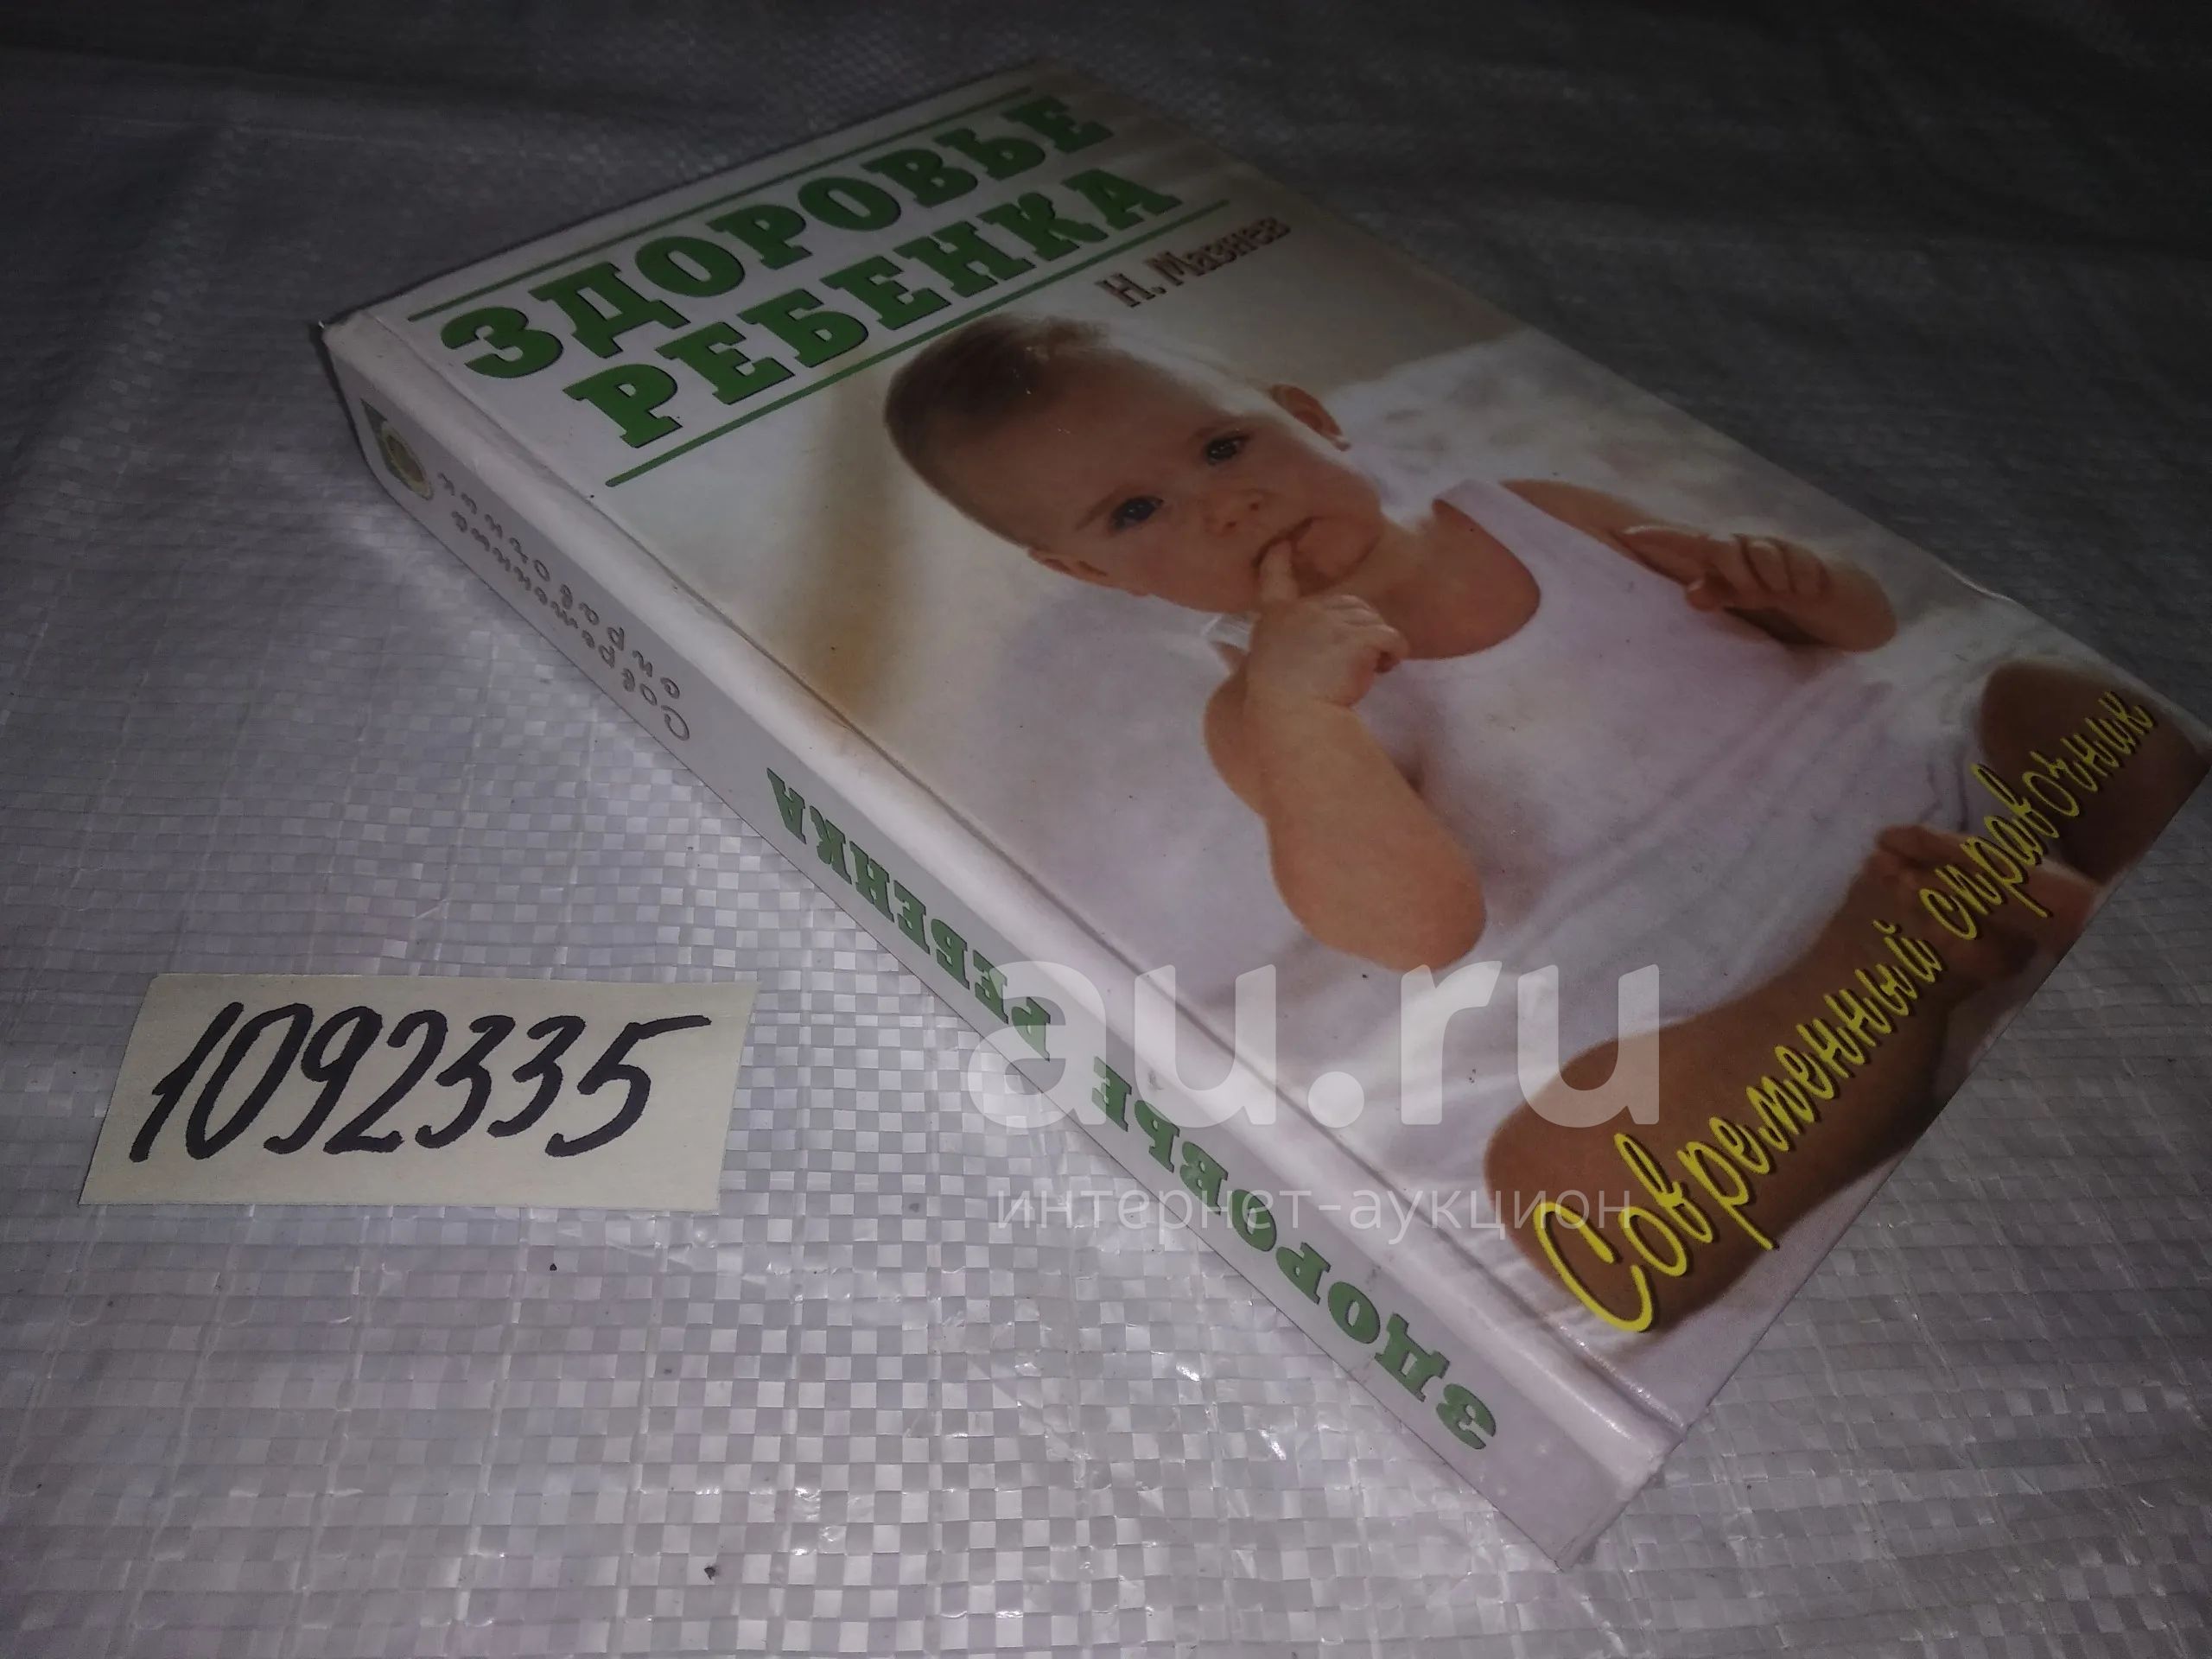 ЗДОРОВЬЕ
РЕБЕНКА
Н. Мазнев
Современный справочник
ЗДОРОВЬЕ РЕБЕНКА
Современный
справочник
1092335
au.ru
интернет-аукцион